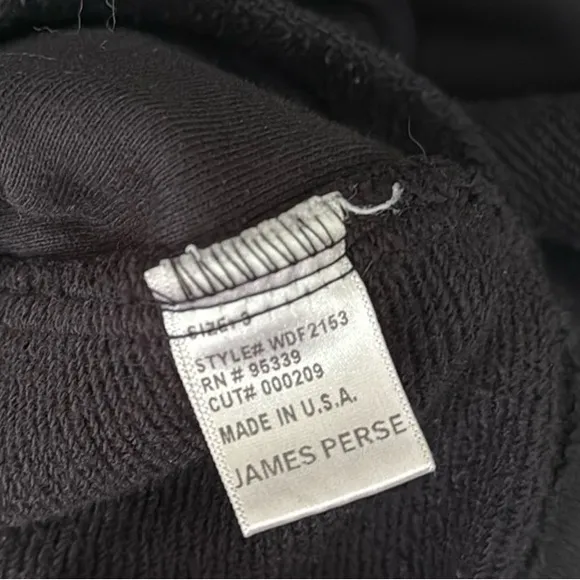 SIZE: 3
STYLE# WDF2153
RN # 95339
CUT# 000209
MADE IN U.S.A.
JAMES PERSE